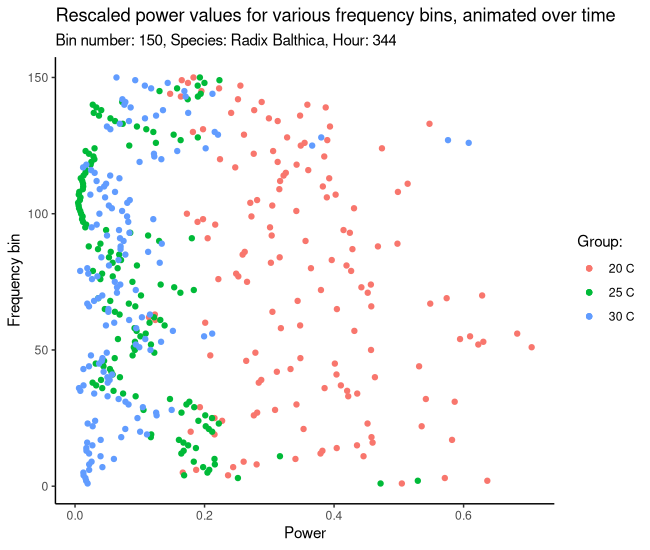 Rescaled power values for various frequency bins, animated over time
Bin number: 150, Species: Radix Balthica, Hour: 344
150
100
50
0
Frequency bin
0.0 0.2 0.4 0.6
Power
Group:
20 C
25 C
30 C